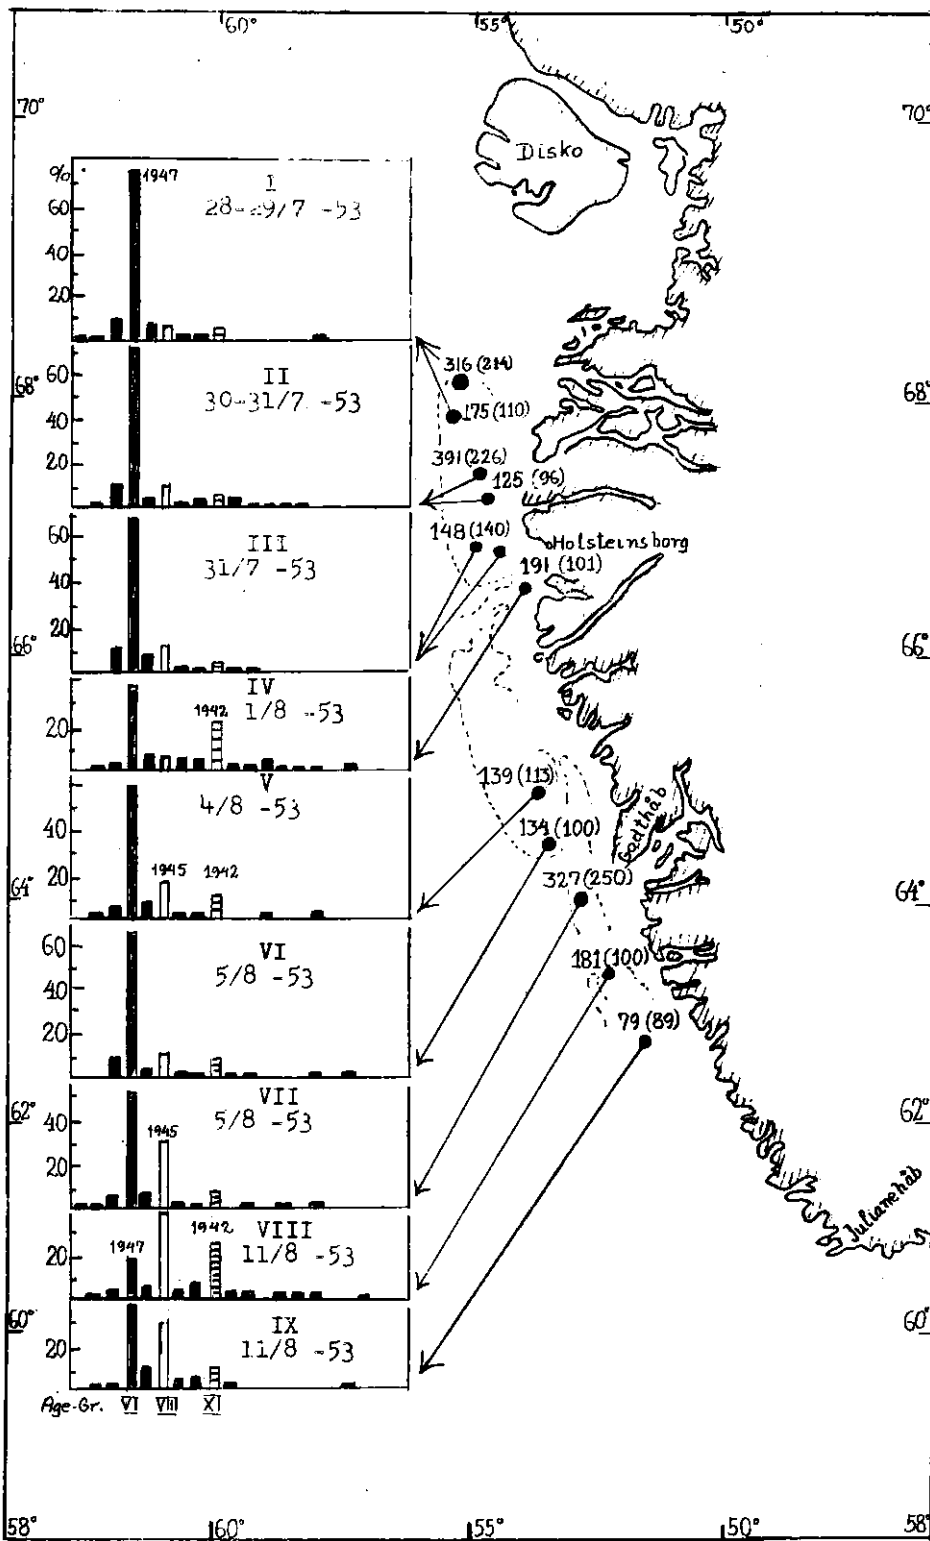 60° 55° 50°
70° 70°
Disko
% 1947
I
28-29/7 -53
60
40
20
68° 68°
316 (214)
175 (110)
II
30-31/7 -53
60
40
20
391 (226)
125 (96)
III
31/7 -53
60
40
20
148 (140)
Holsteinsborg
191 (101)
66° 66°
IV
1942 1/8 -53
20
V
4/8 -53
40
20
1945 1942
139 (113)
134 (100)
Godthåb
64° 64°
327 (250)
VI
5/8 -53
60
40
20
181 (100)
79 (89)
VII
5/8 -53
62° 62°
40
20
1945
VIII
1947 1942
11/8 -53
20
Julianehåb
60° 60°
IX
11/8 -53
20
Age-Gr. VI VIII XI
58° 60° 55° 50° 58°